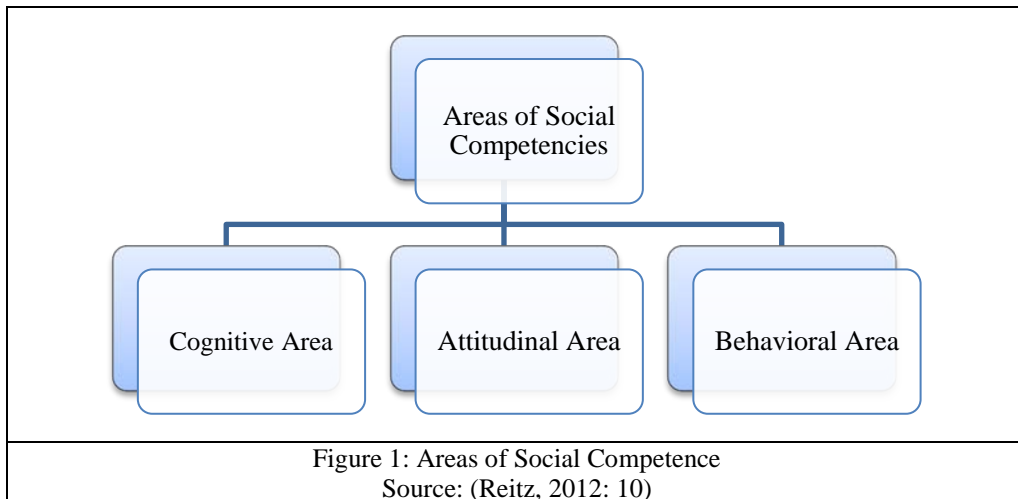 Areas of Social
Competencies
Cognitive Area
Attitudinal Area
Behavioral Area
Figure 1: Areas of Social Competence
Source: (Reitz, 2012: 10)